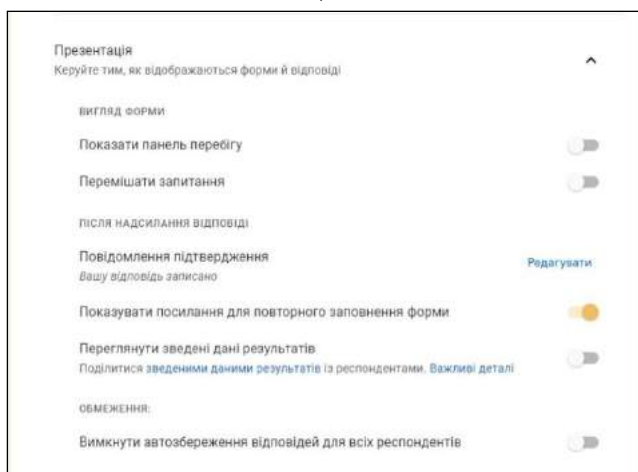 Презентація
Керуйте тим, як відображаються форми й відповіді
ВИГЛЯД ФОРМИ
Показати панель перебігу
Перемішати запитання
ПІСЛЯ НАДСИЛАННЯ ВІДПОВІДІ
Повідомлення підтвердження
Редагувати
Вашу відповідь записано
Показувати посилання для повторного заповнення форми
Переглянути зведені дані результатів
Поділитися зведеними даними результатів із респондентами. Важливі деталі
ОБМЕЖЕННЯ:
Вимкнути автозбереження відповідей для всіх респондентів